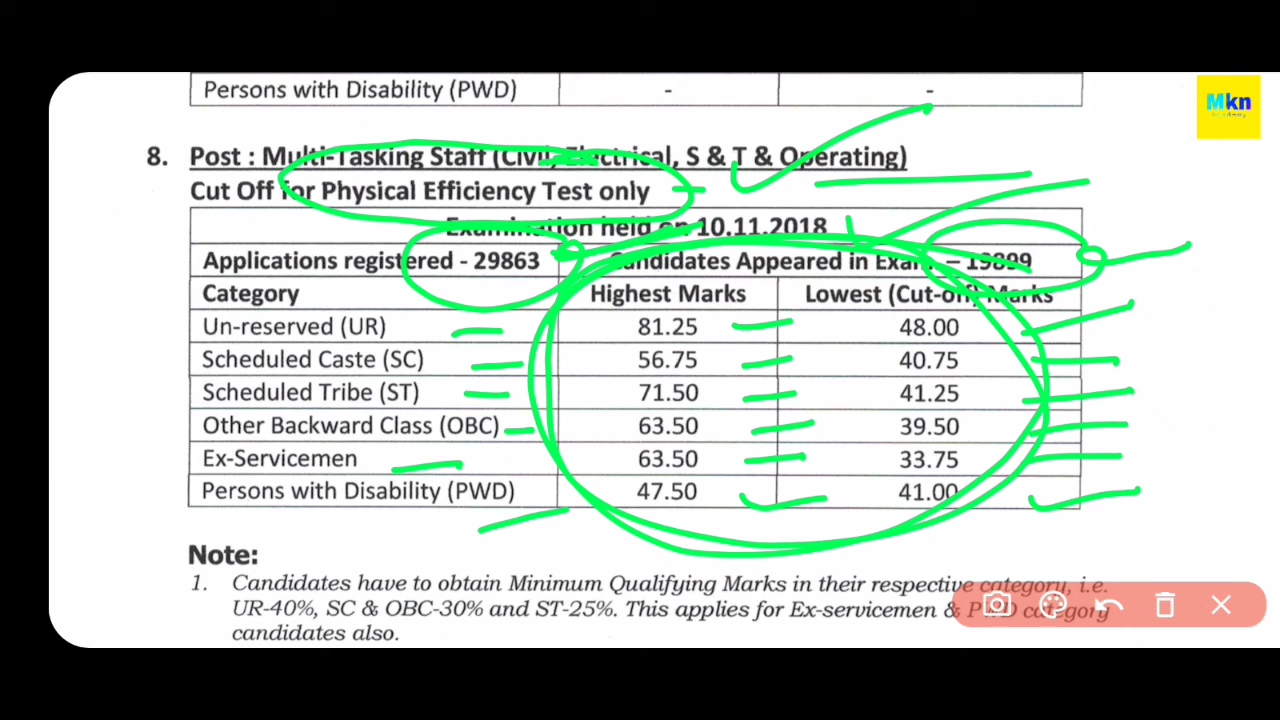 Persons with Disability (PWD) - -
Mkn
8. Post : Multi-Tasking Staff (Civil, Electrical, S & T & Operating)
Cut Off for Physical Efficiency Test only
Examination held on 10.11.2018
Applications registered - 29863 Candidates Appeared in Exam. – 19899
Category Highest Marks Lowest (Cut-off) Marks
Un-reserved (UR) 81.25 48.00
Scheduled Caste (SC) 56.75 40.75
Scheduled Tribe (ST) 71.50 41.25
Other Backward Class (OBC) 63.50 39.50
Ex-Servicemen 63.50 33.75
Persons with Disability (PWD) 47.50 41.00
Note:
1. Candidates have to obtain Minimum Qualifying Marks in their respective category, i.e.
UR-40%, SC & OBC-30% and ST-25%. This applies for Ex-servicemen & PWD category
candidates also.